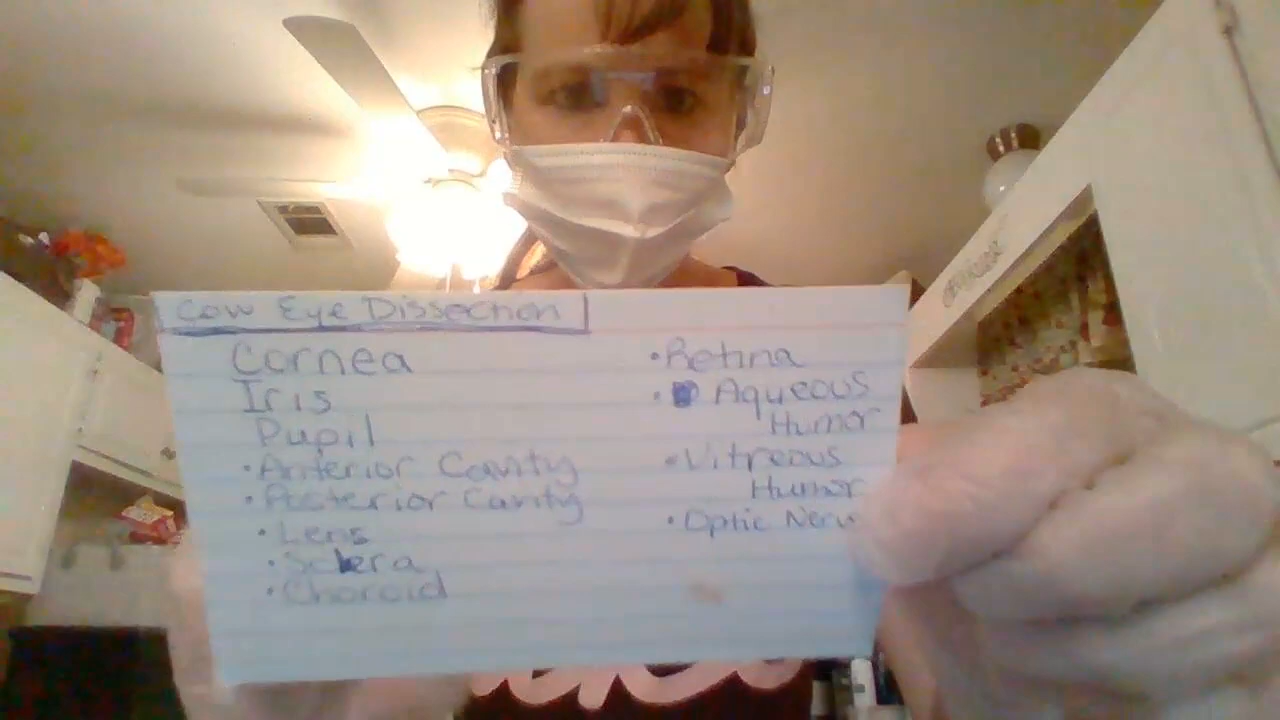 Cow Eye Dissection
Cornea
Iris
Pupil
• Anterior Cavity
• Posterior Cavity
• Lens
• Sclera
• Choroid
• Retina
• Aqueous
Humor
• Vitreous
Humor
• Optic Nerv